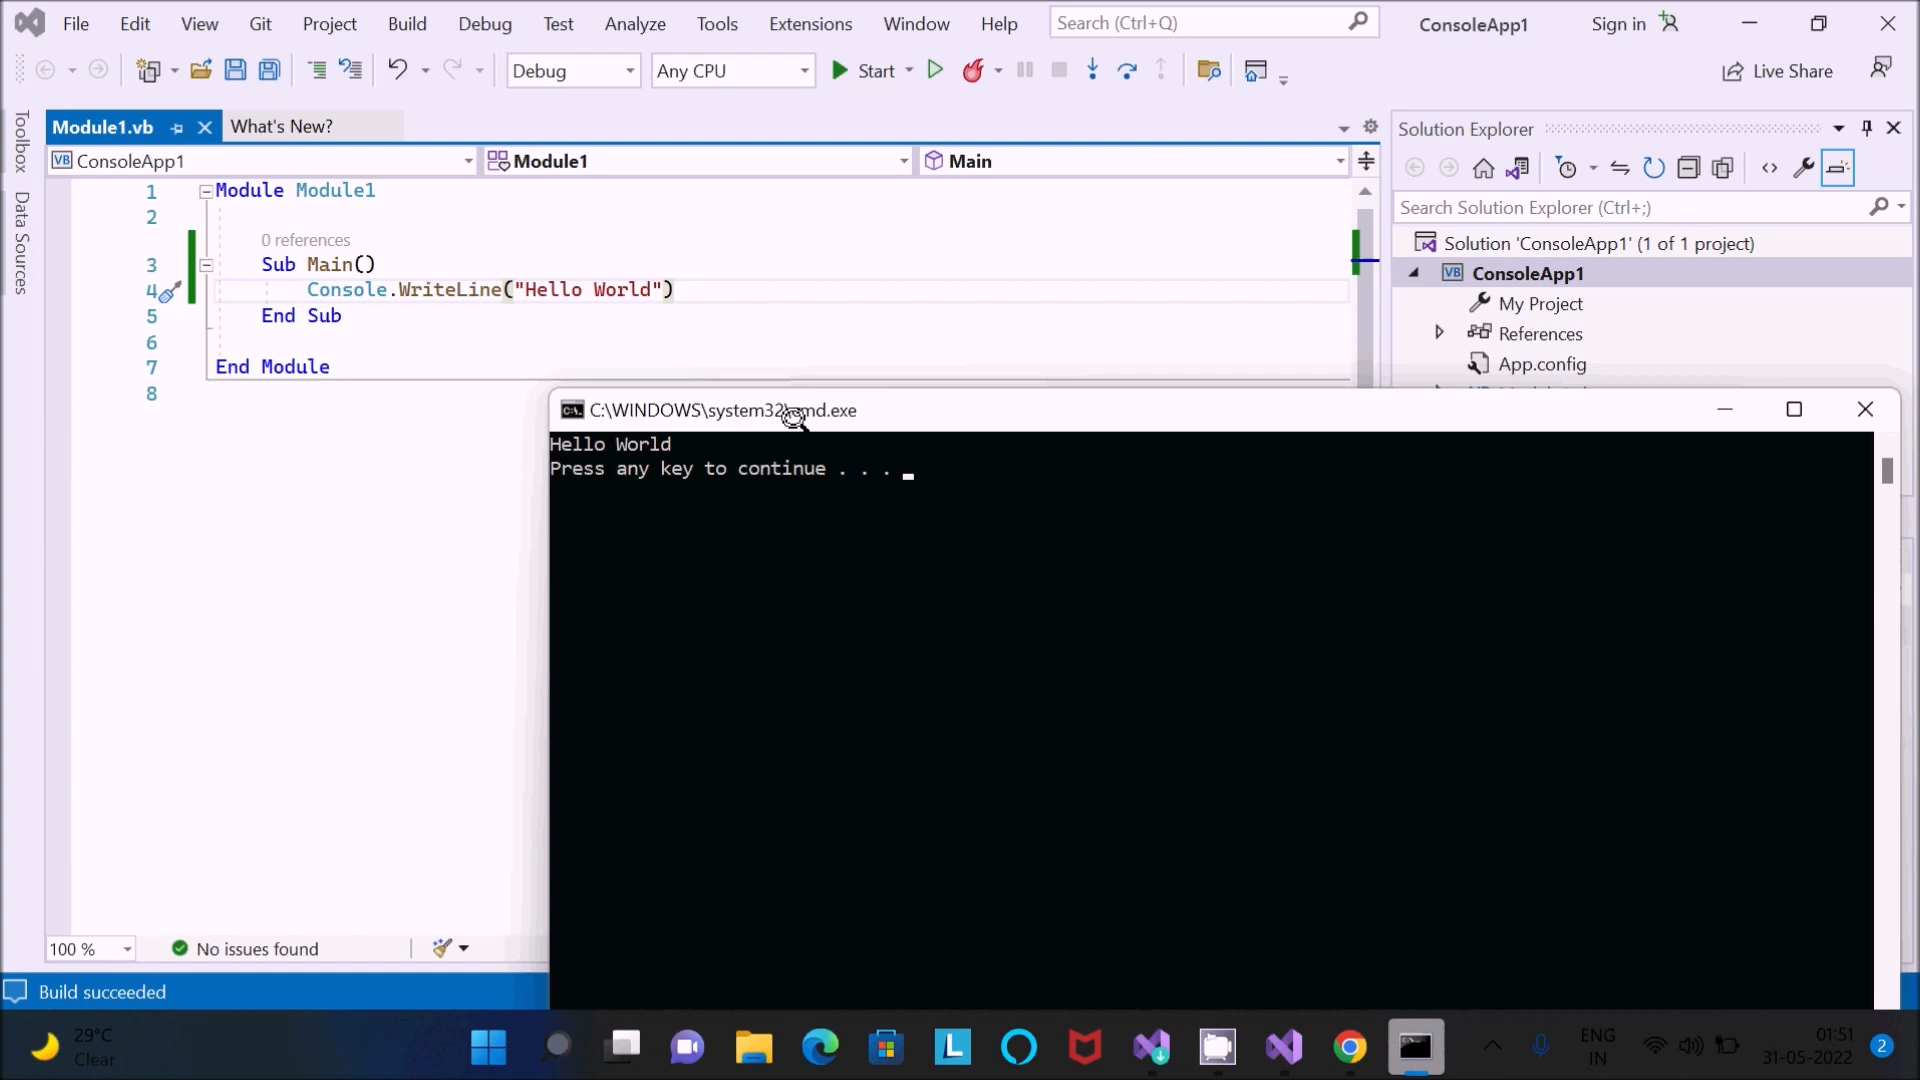 File Edit View Git Project Build Debug Test Analyze Tools Extensions Window Help Search (Ctrl+Q) ConsoleApp1 Sign in
Debug Any CPU Start Live Share
Toolbox
Data Sources
Module1.vb What's New?
VB ConsoleApp1 Module1 Main
1 Module Module1
2
0 references
3 Sub Main()
4 Console.WriteLine("Hello World")
5 End Sub
6
7 End Module
8
Solution Explorer
Search Solution Explorer (Ctrl+;)
Solution 'ConsoleApp1' (1 of 1 project)
VB ConsoleApp1
My Project
References
App.config
C:\WINDOWS\system32\cmd.exe
Hello World
Press any key to continue . . .
100 % No issues found
Build succeeded
29°C
Clear
ENG
IN
01:51
31-05-2022
2